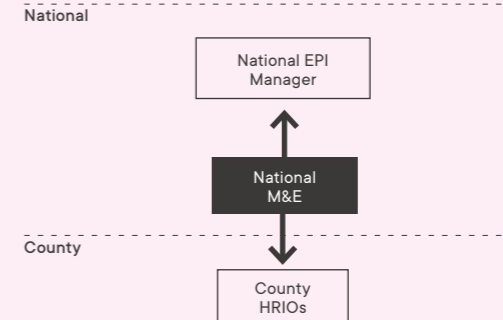 National
National EPI
Manager
National
M&E
County
County
HRIOs